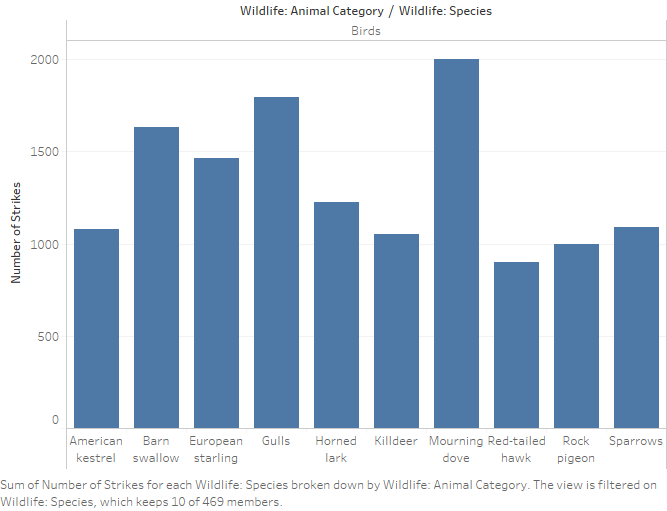 Wildlife: Animal Category / Wildlife: Species
Birds
2000
1500
1000
500
0
Number of Strikes
American kestrel
Barn swallow
European starling
Gulls
Horned lark
Killdeer
Mourning dove
Red-tailed hawk
Rock pigeon
Sparrows
Sum of Number of Strikes for each Wildlife: Species broken down by Wildlife: Animal Category. The view is filtered on
Wildlife: Species, which keeps 10 of 469 members.